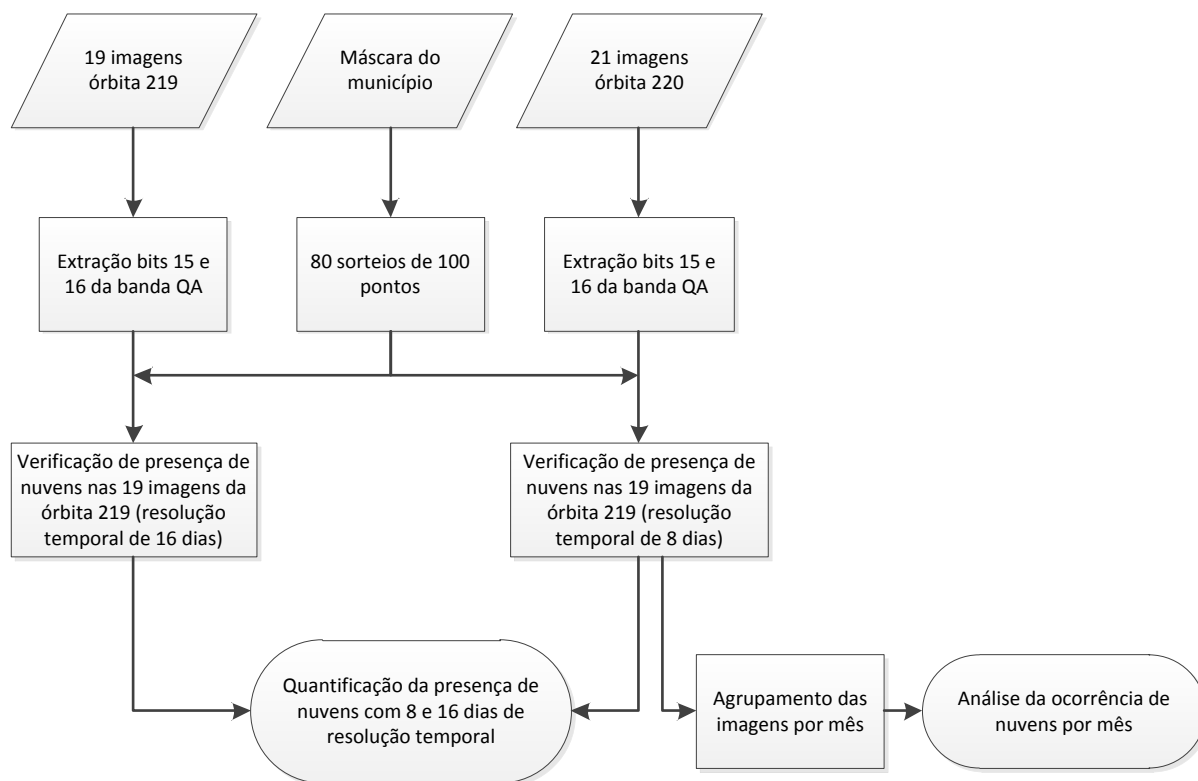 19 imagens
órbita 219
Máscara do
município
21 imagens
órbita 220
Extração bits 15 e
16 da banda QA
80 sorteios de 100
pontos
Extração bits 15 e
16 da banda QA
Verificação de presença de
nuvens nas 19 imagens da
órbita 219 (resolução
temporal de 16 dias)
Verificação de presença de
nuvens nas 19 imagens da
órbita 219 (resolução
temporal de 8 dias)
Quantificação da presença de
nuvens com 8 e 16 dias de
resolução temporal
Agrupamento das
imagens por mês
Análise da ocorrência de
nuvens por mês